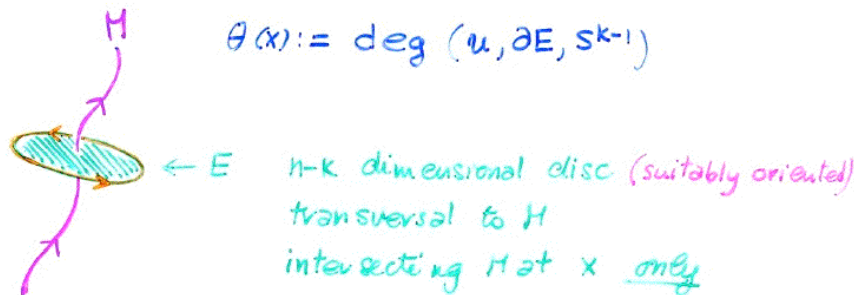 M
θ(x) := deg (u, ∂E, S^{k-1})
← E n-k dimensional disc (suitably oriented)
transversal to M
intersecting M at x only